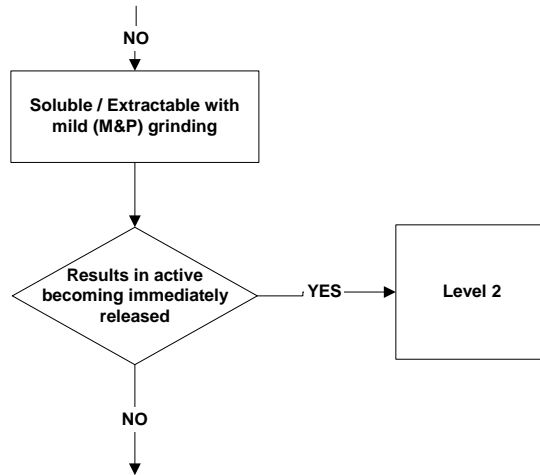 NO
Soluble / Extractable with
mild (M&P) grinding
Results in active
becoming immediately
released
YES
Level 2
NO